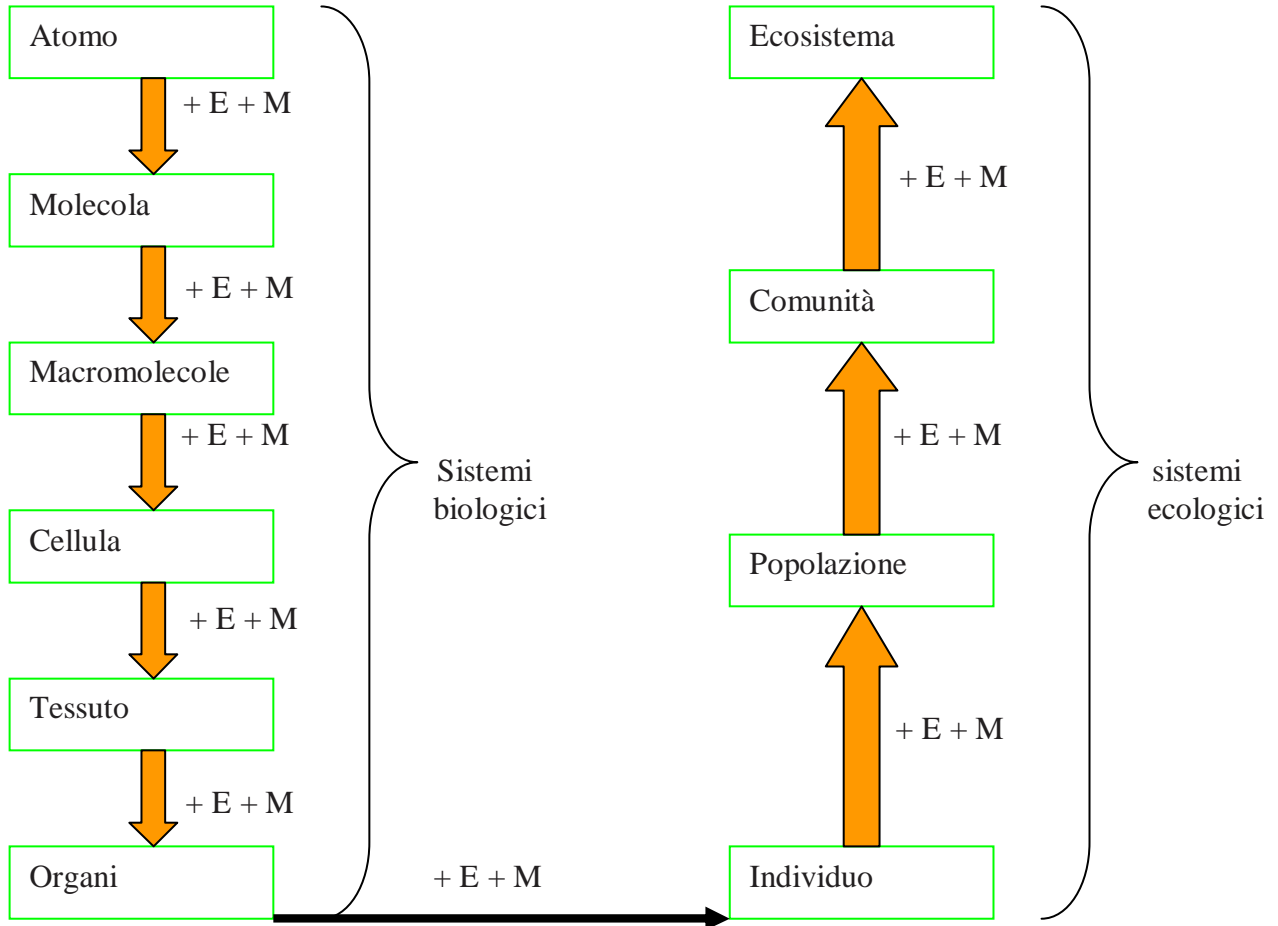 Atomo
+ E + M
Molecola
+ E + M
Macromolecole
+ E + M
Cellula
+ E + M
Tessuto
+ E + M
Organi
Sistemi
biologici
+ E + M
Ecosistema
+ E + M
Comunità
+ E + M
Popolazione
+ E + M
Individuo
sistemi
ecologici